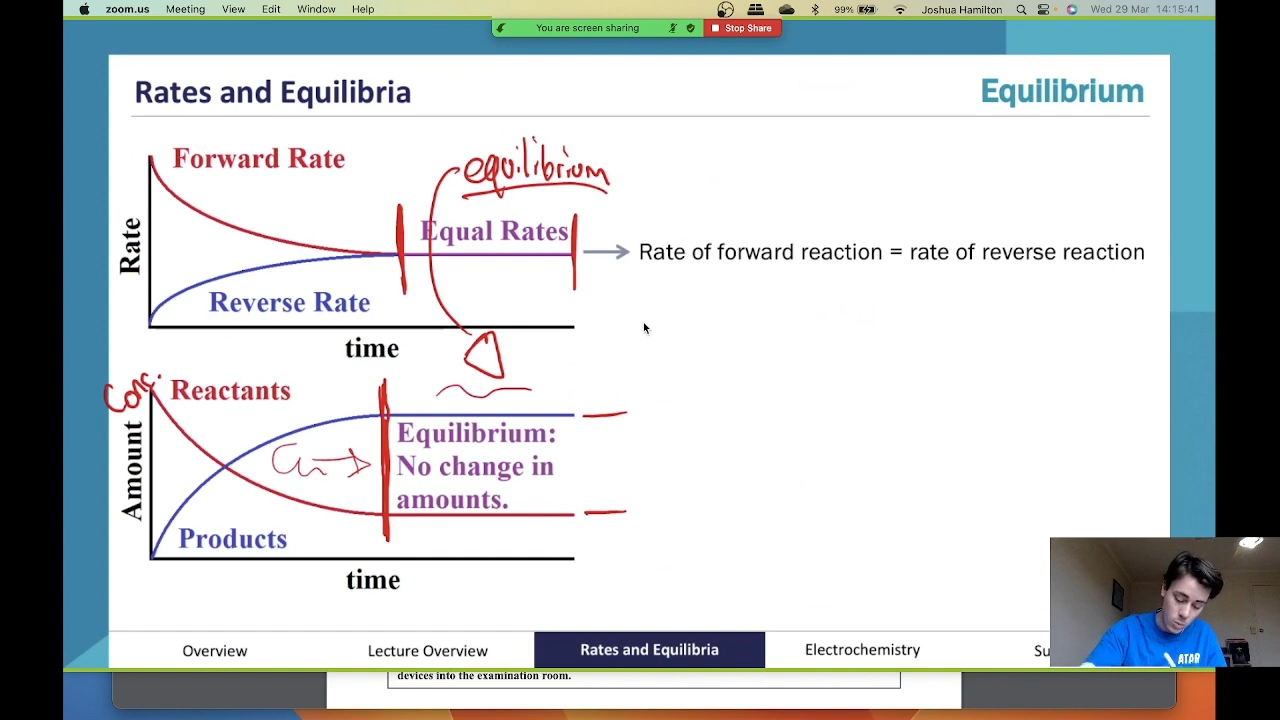 zoom.us Meeting View Edit Window Help 99% Joshua Hamilton Wed 29 Mar 14:15:41
You are screen sharing Stop Share
Rates and Equilibria
Equilibrium
Forward Rate
equilibrium
Rate
Equal Rates
Rate of forward reaction = rate of reverse reaction
Reverse Rate
time
Conc.
Reactants
Amount
Equilibrium:
No change in
amounts.
Products
time
ATAR
Overview Lecture Overview Rates and Equilibria Electrochemistry Su
devices into the examination room.